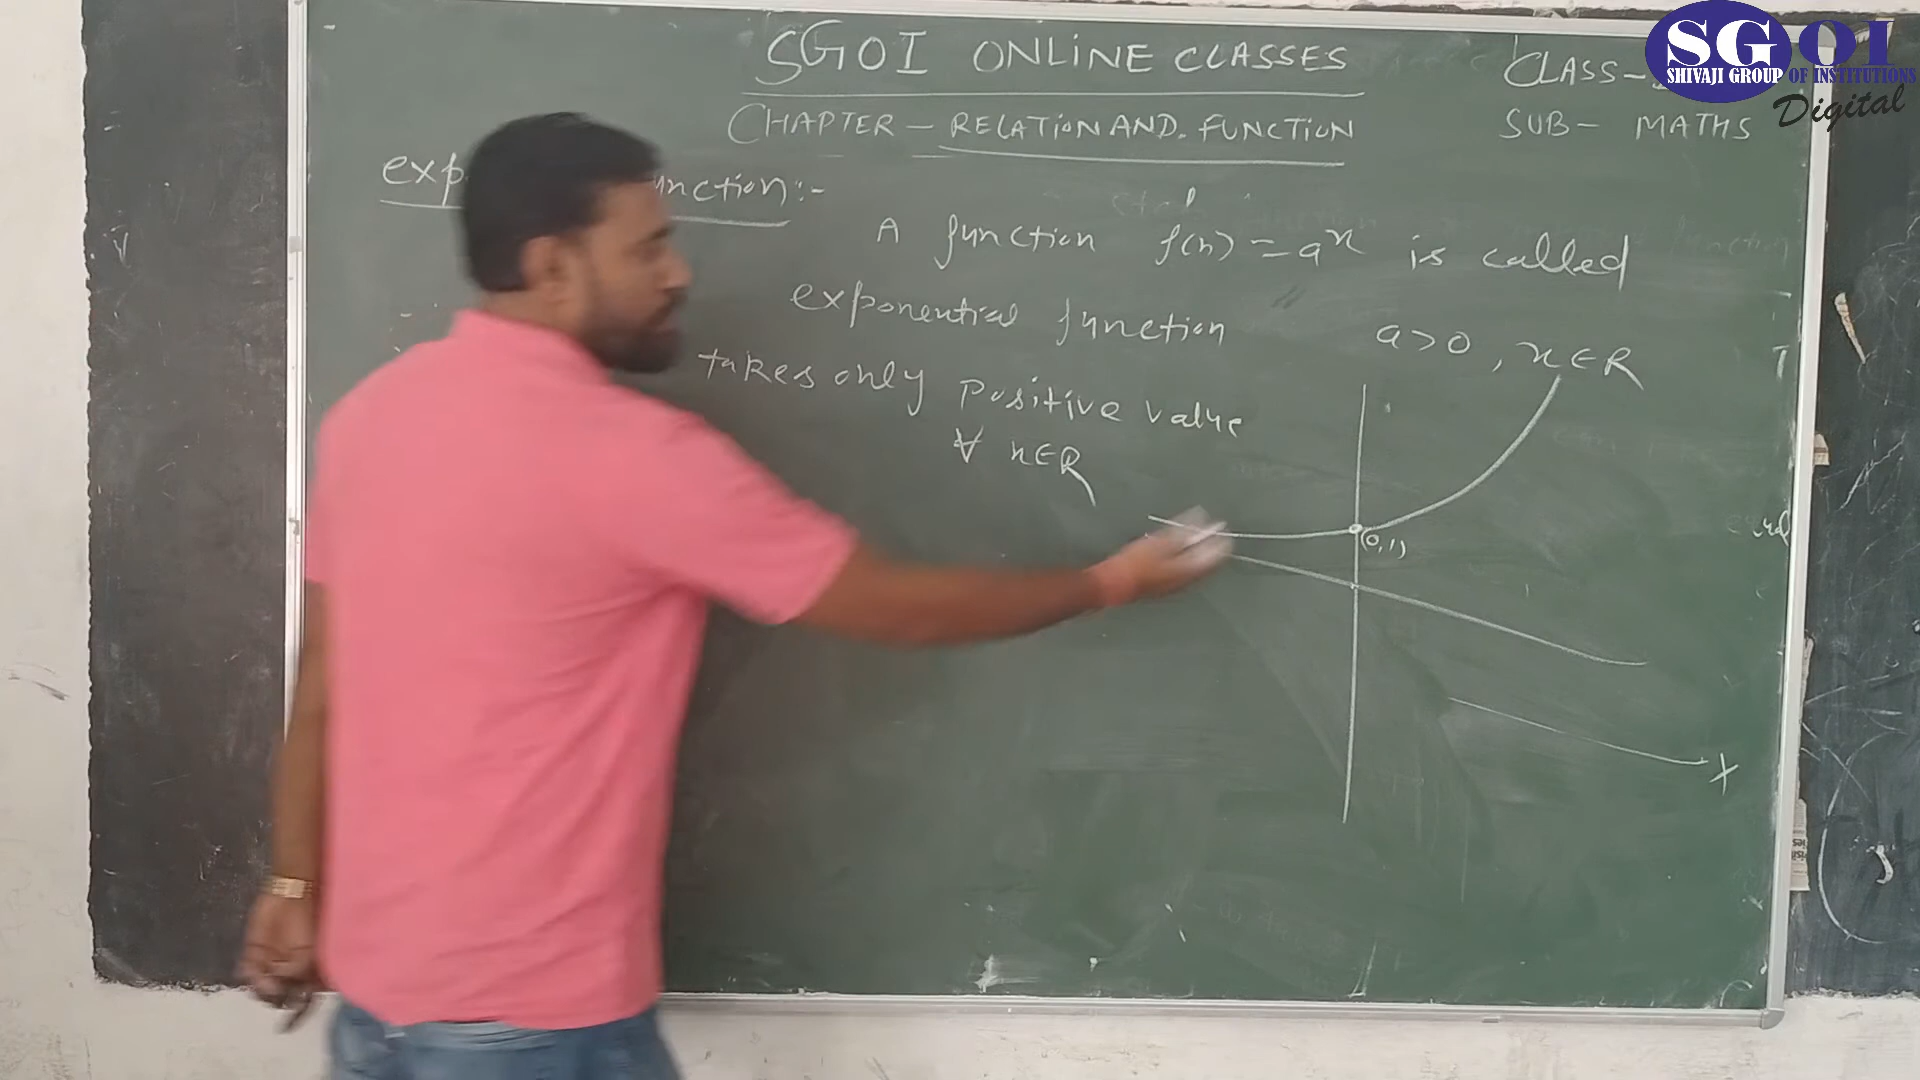 SGOI ONLINE CLASSES
CLASS-
SGOI
SHIVAJI GROUP OF INSTITUTIONS
Digital
CHAPTER - RELATION AND. FUNCTION
SUB- MATHS
exp unction:-
A function f(n) = a^x is called
exponential function a>0, x∈R
takes only positive value
∀ x∈R
(0,1)
X